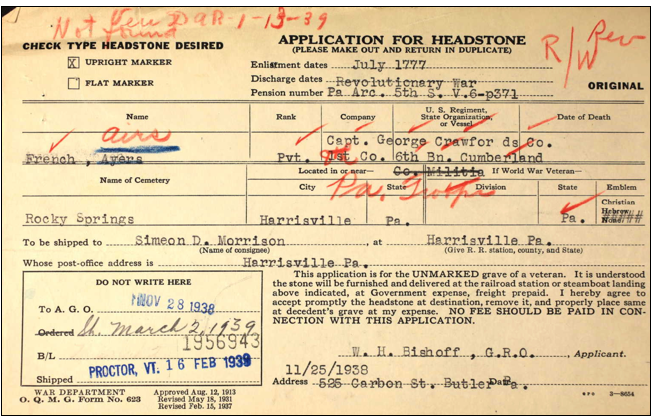 Not found Veri DAR-1-13-39
CHECK TYPE HEADSTONE DESIRED
X UPRIGHT MARKER
FLAT MARKER
APPLICATION FOR HEADSTONE
(PLEASE MAKE OUT AND RETURN IN DUPLICATE)
Enlistment dates July 1777
Discharge dates Revolutionary War
Pension number Pa Arc. 5th S. V.6-p371
R/W Rev
ORIGINAL
Name Rank Company U. S. Regiment, State Organization, or Vessel Date of Death
Capt. George Crawfor ds Co.
French, Ayers Pvt. 1st Co. 6th Bn. Cumberland
Name of Cemetery Located in or near— Co. Militia If World War Veteran—
City State Division State Emblem
Pa. Troops
Christian
Hebrew
None
Rocky Springs Harrisville Pa. Pa. #####
To be shipped to Simeon D. Morrison, at Harrisville Pa.
(Name of consignee) (Give R. R. station, county, and State)
Whose post-office address is Harrisville Pa.
DO NOT WRITE HERE
To A. G. O. NOV 28 1938
Ordered Sh. March 2, 1939
1956943
B/L
PROCTOR, VT. 16 FEB 1939
Shipped
This application is for the UNMARKED grave of a veteran. It is understood
the stone will be furnished and delivered at the railroad station or steamboat landing
above indicated, at Government expense, freight prepaid. I hereby agree to
accept promptly the headstone at destination, remove it, and properly place same
at decedent's grave at my expense. NO FEE SHOULD BE PAID IN CON-
NECTION WITH THIS APPLICATION.
W. H. Bishoff, G.R.O., Applicant.
11/25/1938
Address 525 Carbon St. Butler Pa. Date
WAR DEPARTMENT
O. Q. M. G. Form No. 623
Approved Aug. 12, 1913
Revised May 18, 1931
Revised Feb. 15, 1937
GPO 2—8654